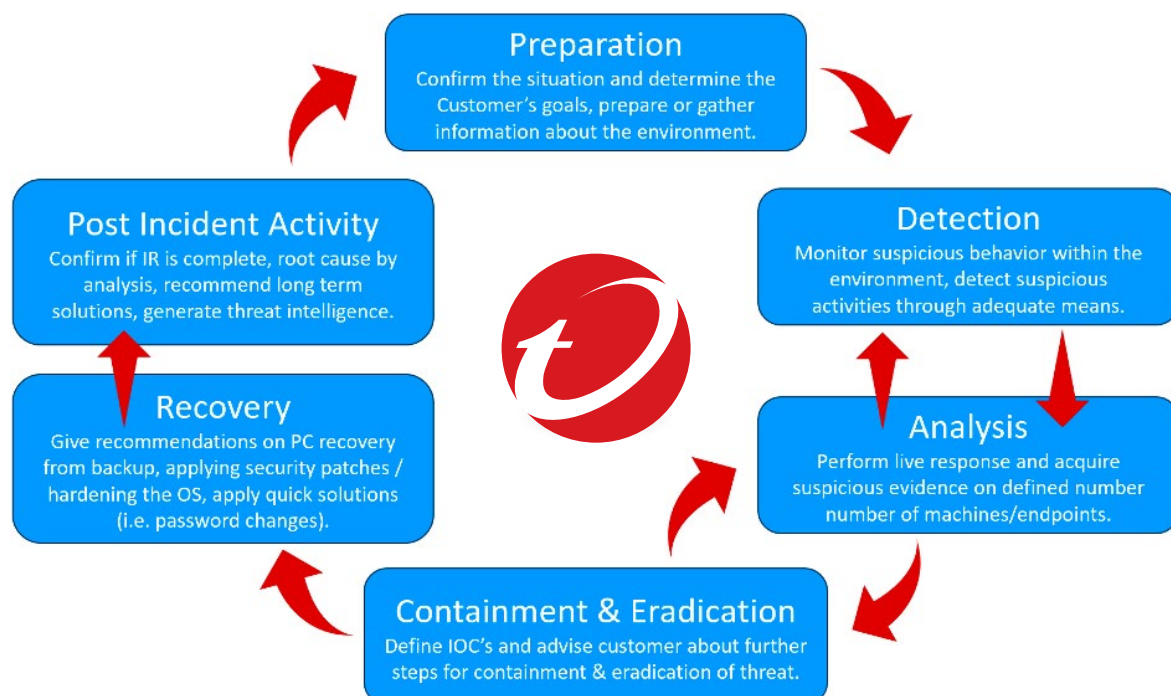 Preparation
Confirm the situation and determine the
Customer's goals, prepare or gather
information about the environment.
Detection
Monitor suspicious behavior within the
environment, detect suspicious
activities through adequate means.
Analysis
Perform live response and acquire
suspicious evidence on defined number
number of machines/endpoints.
Containment & Eradication
Define IOC's and advise customer about further
steps for containment & eradication of threat.
Recovery
Give recommendations on PC recovery
from backup, applying security patches /
hardening the OS, apply quick solutions
(i.e. password changes).
Post Incident Activity
Confirm if IR is complete, root cause by
analysis, recommend long term
solutions, generate threat intelligence.
t